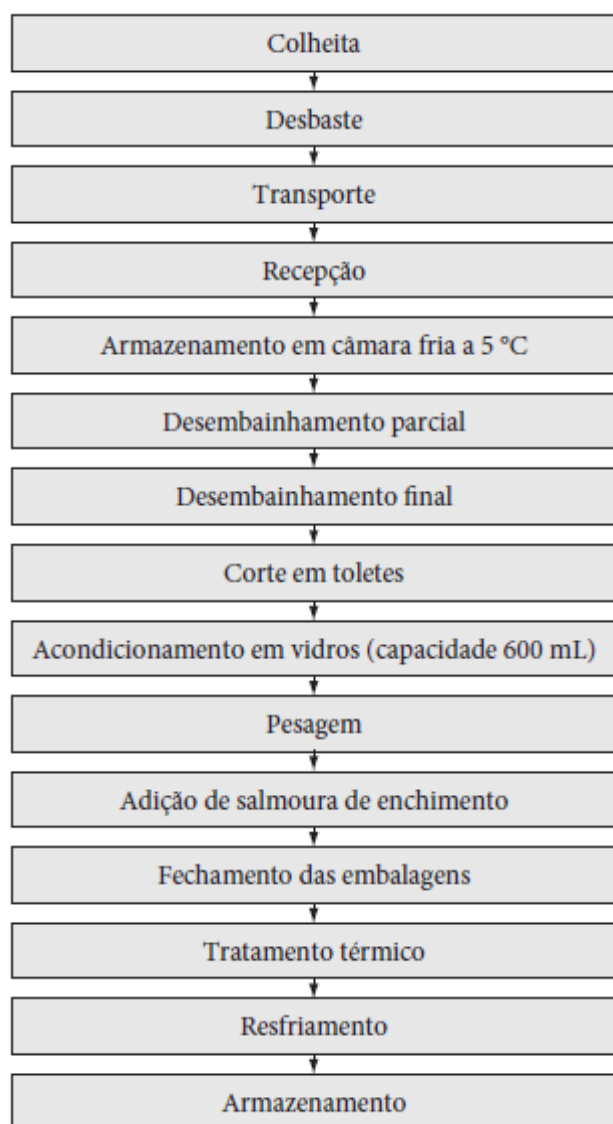 Colheita
Desbaste
Transporte
Recepção
Armazenamento em câmara fria a 5 °C
Desembainhamento parcial
Desembainhamento final
Corte em toletes
Acondicionamento em vidros (capacidade 600 mL)
Pesagem
Adição de salmoura de enchimento
Fechamento das embalagens
Tratamento térmico
Resfriamento
Armazenamento